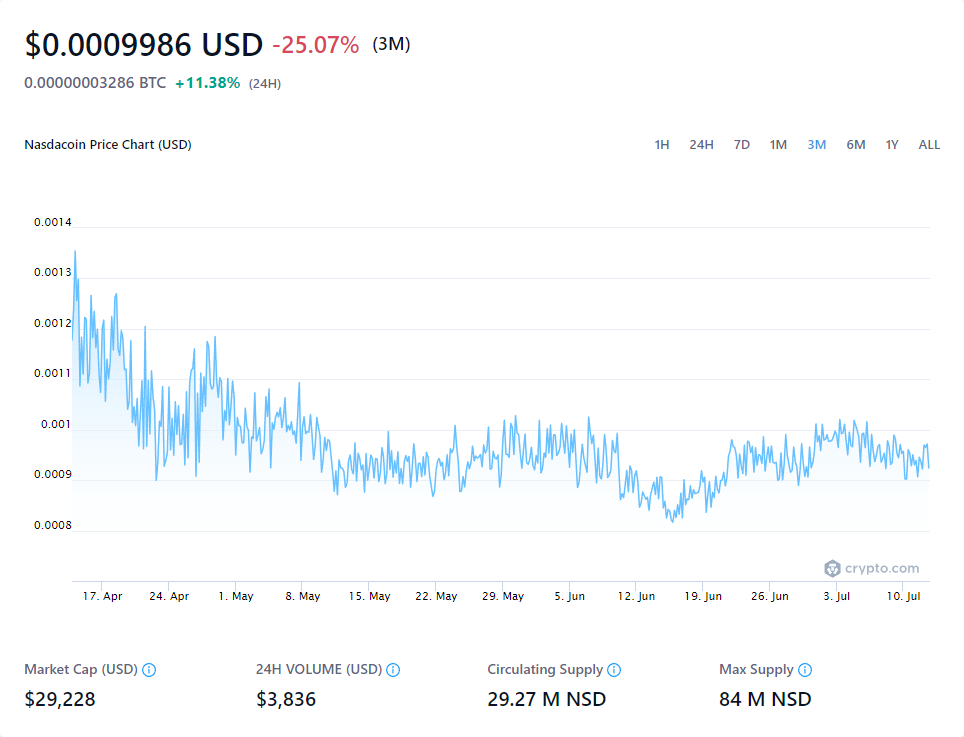 $0.0009986 USD -25.07% (3M)
0.00000003286 BTC +11.38% (24H)
Nasdacoin Price Chart (USD)
1H 24H 7D 1M 3M 6M 1Y ALL
0.0014
0.0013
0.0012
0.0011
0.001
0.0009
0.0008
crypto.com
17. Apr 24. Apr 1. May 8. May 15. May 22. May 29. May 5. Jun 12. Jun 19. Jun 26. Jun 3. Jul 10. Jul
Market Cap (USD) 24H VOLUME (USD) Circulating Supply Max Supply
$29,228 $3,836 29.27 M NSD 84 M NSD